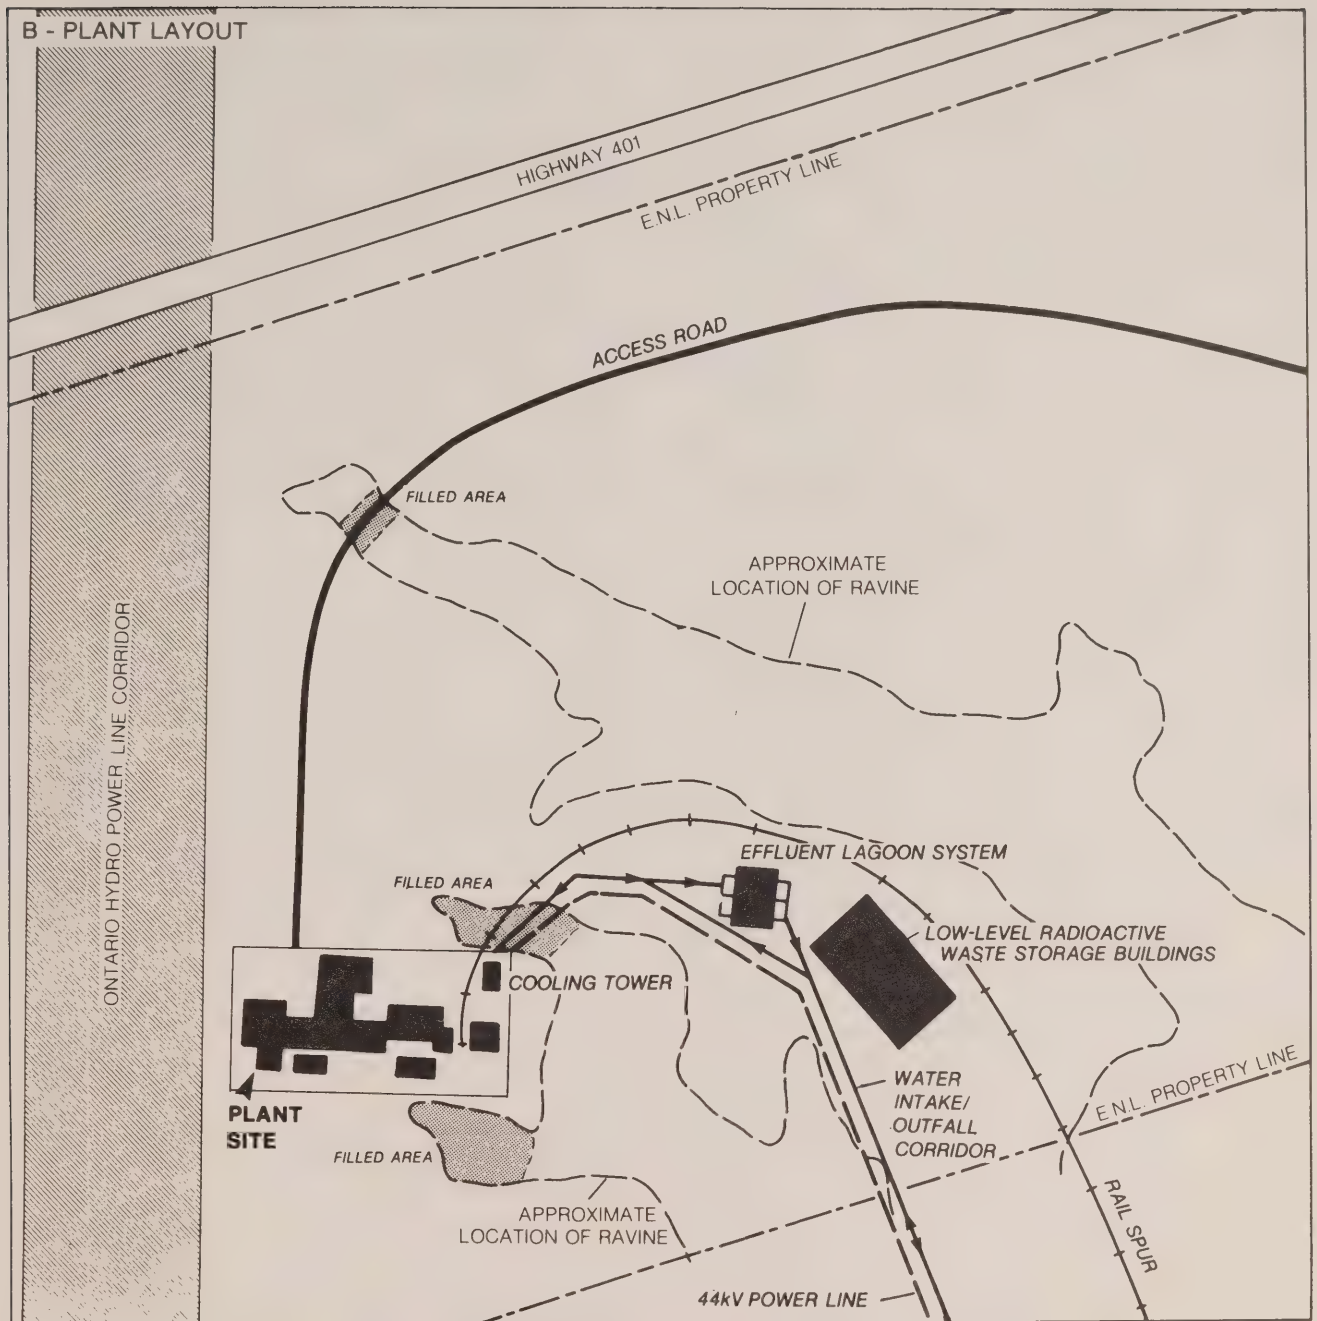 B - PLANT LAYOUT
HIGHWAY 401
E.N.L. PROPERTY LINE
ACCESS ROAD
FILLED AREA
APPROXIMATE
LOCATION OF RAVINE
ONTARIO HYDRO POWER LINE CORRIDOR
EFFLUENT LAGOON SYSTEM
FILLED AREA
LOW-LEVEL RADIOACTIVE
WASTE STORAGE BUILDINGS
COOLING TOWER
PLANT
SITE
WATER
INTAKE/
OUTFALL
CORRIDOR
E.N.L. PROPERTY LINE
FILLED AREA
APPROXIMATE
LOCATION OF RAVINE
RAIL SPUR
44kV POWER LINE